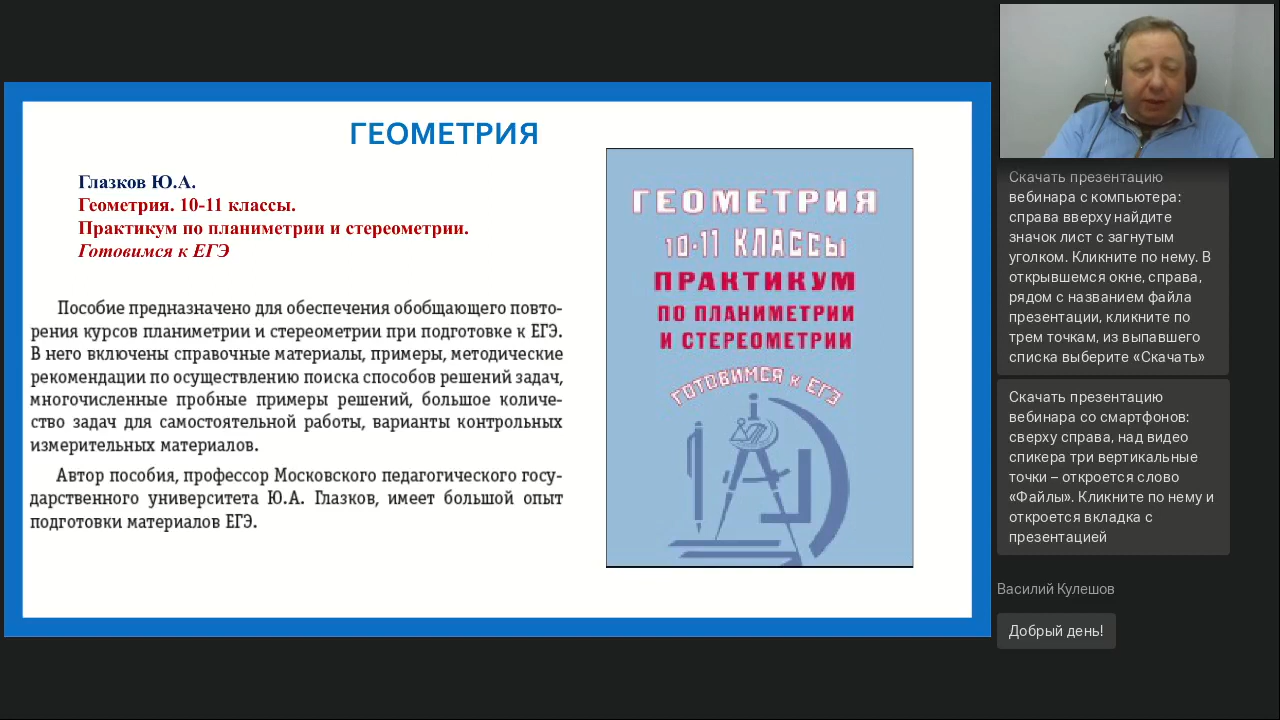 ГЕОМЕТРИЯ
Глазков Ю.А.
Геометрия. 10-11 классы.
Практикум по планиметрии и стереометрии.
Готовимся к ЕГЭ
Пособие предназначено для обеспечения обобщающего повто-
рения курсов планиметрии и стереометрии при подготовке к ЕГЭ.
В него включены справочные материалы, примеры, методические
рекомендации по осуществлению поиска способов решений задач,
многочисленные пробные примеры решений, большое количе-
ство задач для самостоятельной работы, варианты контрольных
измерительных материалов.
Автор пособия, профессор Московского педагогического госу-
дарственного университета Ю.А. Глазков, имеет большой опыт
подготовки материалов ЕГЭ.
ГЕОМЕТРИЯ
10-11 КЛАССЫ
ПРАКТИКУМ
ПО ПЛАНИМЕТРИИ
И СТЕРЕОМЕТРИИ
ГОТОВИМСЯ К ЕГЭ
Скачать презентацию
вебинара с компьютера:
справа вверху найдите
значок лист с загнутым
уголком. Кликните по нему. В
открывшемся окне, справа,
рядом с названием файла
презентации, кликните по
трем точкам, из выпавшего
списка выберите «Скачать»
Скачать презентацию
вебинара со смартфонов:
сверху справа, над видео
спикера три вертикальные
точки – откроется слово
«Файлы». Кликните по нему и
откроется вкладка с
презентацией
Василий Кулешов
Добрый день!